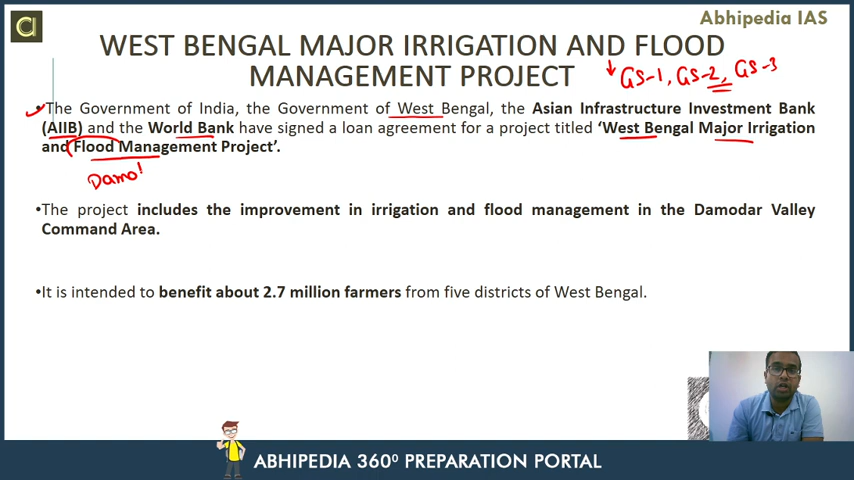 Abhipedia IAS
a
WEST BENGAL MAJOR IRRIGATION AND FLOOD
MANAGEMENT PROJECT
GS-1, GS-2, GS-3
• The Government of India, the Government of West Bengal, the Asian Infrastructure Investment Bank
(AIIB) and the World Bank have signed a loan agreement for a project titled ‘West Bengal Major Irrigation
and Flood Management Project’.
Damo
•The project includes the improvement in irrigation and flood management in the Damodar Valley
Command Area.
•It is intended to benefit about 2.7 million farmers from five districts of West Bengal.
ABHIPEDIA 360⁰ PREPARATION PORTAL